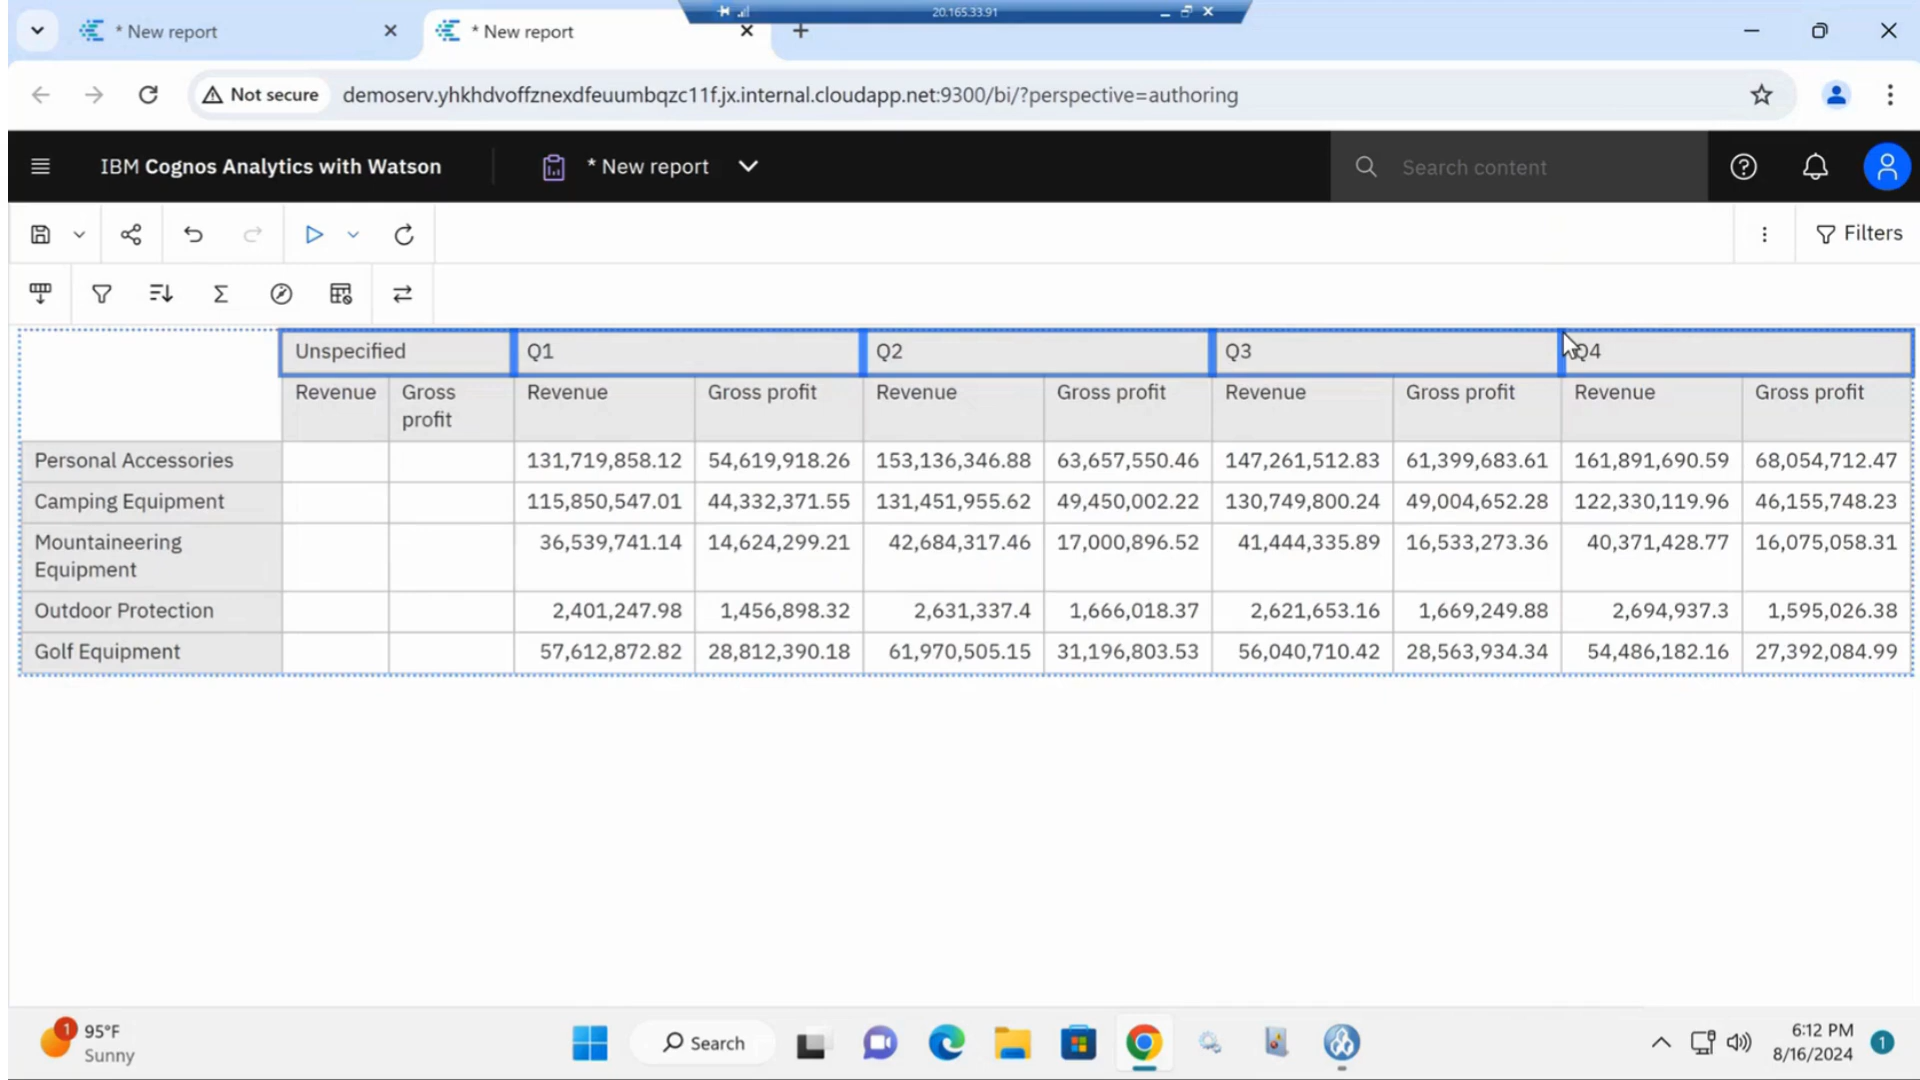 * New report
* New report
20.165.33.91
Not secure
demoserv.yhkhdvoffznexdfeuumbqzc11f.jx.internal.cloudapp.net:9300/bi/?perspective=authoring
IBM Cognos Analytics with Watson
* New report
Search content
Filters
Unspecified Q1 Q2 Q3 Q4
Revenue Gross profit Revenue Gross profit Revenue Gross profit Revenue Gross profit Revenue Gross profit
Personal Accessories 131,719,858.12 54,619,918.26 153,136,346.88 63,657,550.46 147,261,512.83 61,399,683.61 161,891,690.59 68,054,712.47
Camping Equipment 115,850,547.01 44,332,371.55 131,451,955.62 49,450,002.22 130,749,800.24 49,004,652.28 122,330,119.96 46,155,748.23
Mountaineering Equipment 36,539,741.14 14,624,299.21 42,684,317.46 17,000,896.52 41,444,335.89 16,533,273.36 40,371,428.77 16,075,058.31
Outdoor Protection 2,401,247.98 1,456,898.32 2,631,337.4 1,666,018.37 2,621,653.16 1,669,249.88 2,694,937.3 1,595,026.38
Golf Equipment 57,612,872.82 28,812,390.18 61,970,505.15 31,196,803.53 56,040,710.42 28,563,934.34 54,486,182.16 27,392,084.99
1
95°F
Sunny
Search
6:12 PM
8/16/2024
1